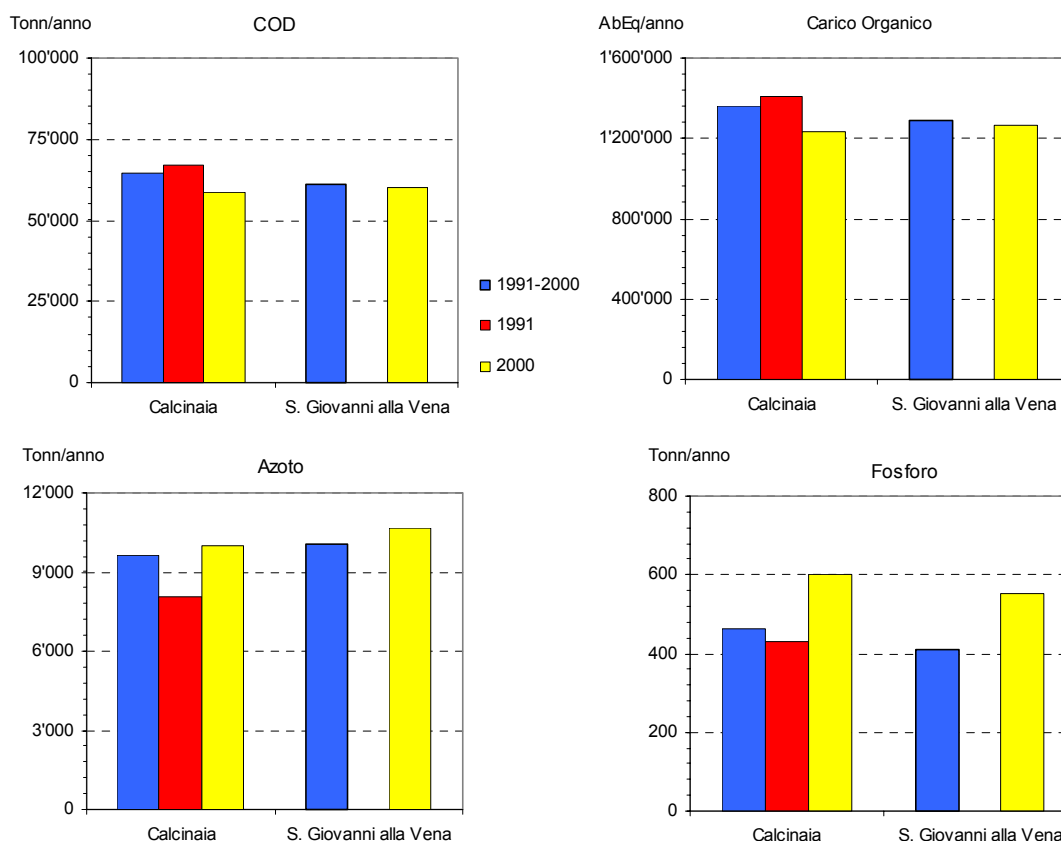 Tonn/anno
COD
100'000
75'000
50'000
25'000
0
Calcinaia S. Giovanni alla Vena
1991-2000
1991
2000
AbEq/anno
Carico Organico
1'600'000
1'200'000
800'000
400'000
0
Calcinaia S. Giovanni alla Vena
Tonn/anno
Azoto
12'000
9'000
6'000
3'000
0
Calcinaia S. Giovanni alla Vena
Tonn/anno
Fosforo
800
600
400
200
0
Calcinaia S. Giovanni alla Vena